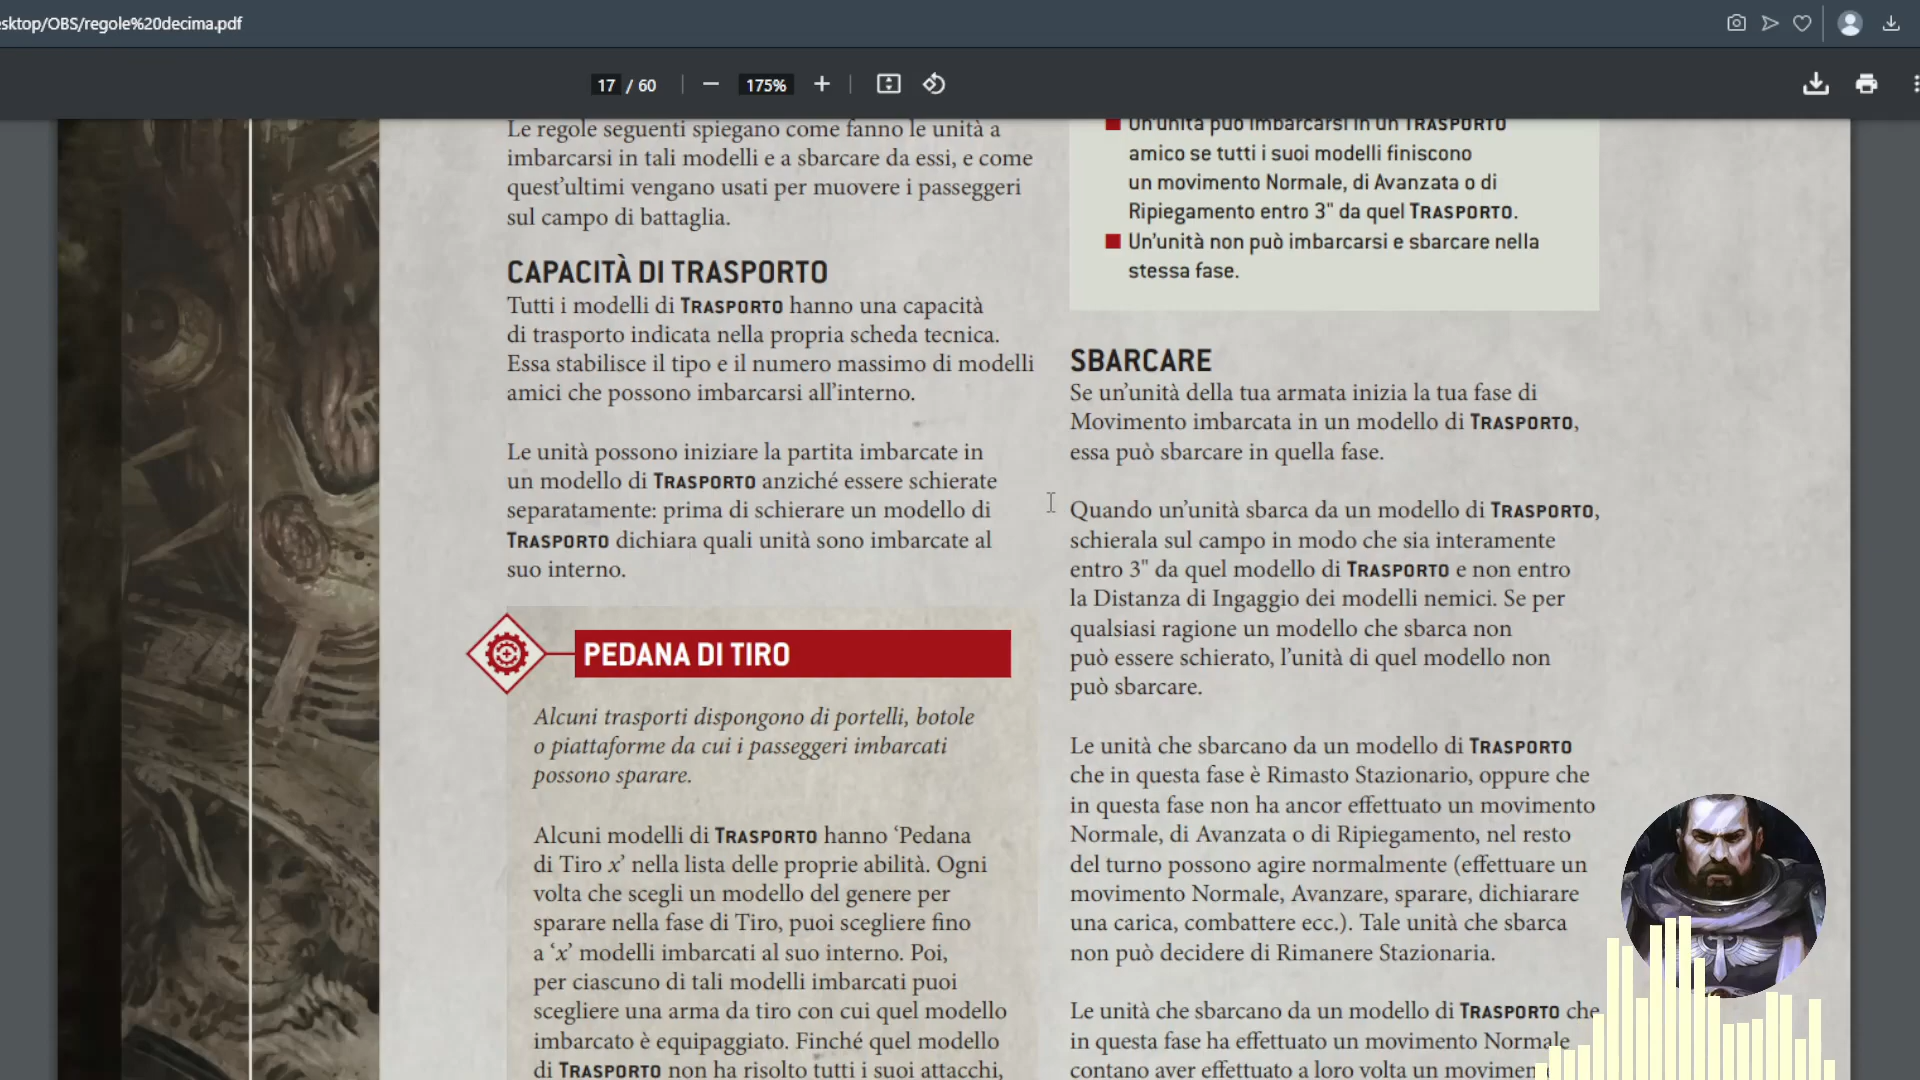 esktop/OBS/regole%20decima.pdf
17 / 60
175%
Le regole seguenti spiegano come fanno le unità a
imbarcarsi in tali modelli e a sbarcare da essi, e come
quest'ultimi vengano usati per muovere i passeggeri
sul campo di battaglia.
CAPACITÀ DI TRASPORTO
Tutti i modelli di TRASPORTO hanno una capacità
di trasporto indicata nella propria scheda tecnica.
Essa stabilisce il tipo e il numero massimo di modelli
amici che possono imbarcarsi all'interno.
Le unità possono iniziare la partita imbarcate in
un modello di TRASPORTO anziché essere schierate
separatamente: prima di schierare un modello di
TRASPORTO dichiara quali unità sono imbarcate al
suo interno.
PEDANA DI TIRO
Alcuni trasporti dispongono di portelli, botole
o piattaforme da cui i passeggeri imbarcati
possono sparare.
Alcuni modelli di TRASPORTO hanno ‘Pedana
di Tiro x’ nella lista delle proprie abilità. Ogni
volta che scegli un modello del genere per
sparare nella fase di Tiro, puoi scegliere fino
a ‘x’ modelli imbarcati al suo interno. Poi,
per ciascuno di tali modelli imbarcati puoi
scegliere una arma da tiro con cui quel modello
imbarcato è equipaggiato. Finché quel modello
di TRASPORTO non ha risolto tutti i suoi attacchi,
Un'unità può imbarcarsi in un TRASPORTO
amico se tutti i suoi modelli finiscono
un movimento Normale, di Avanzata o di
Ripiegamento entro 3" da quel TRASPORTO.
Un'unità non può imbarcarsi e sbarcare nella
stessa fase.
SBARCARE
Se un'unità della tua armata inizia la tua fase di
Movimento imbarcata in un modello di TRASPORTO,
essa può sbarcare in quella fase.
Quando un'unità sbarca da un modello di TRASPORTO,
schierala sul campo in modo che sia interamente
entro 3" da quel modello di TRASPORTO e non entro
la Distanza di Ingaggio dei modelli nemici. Se per
qualsiasi ragione un modello che sbarca non
può essere schierato, l'unità di quel modello non
può sbarcare.
Le unità che sbarcano da un modello di TRASPORTO
che in questa fase è Rimasto Stazionario, oppure che
in questa fase non ha ancor effettuato un movimento
Normale, di Avanzata o di Ripiegamento, nel resto
del turno possono agire normalmente (effettuare un
movimento Normale, Avanzare, sparare, dichiarare
una carica, combattere ecc.). Tale unità che sbarca
non può decidere di Rimanere Stazionaria.
Le unità che sbarcano da un modello di TRASPORTO che
in questa fase ha effettuato un movimento Normale
contano aver effettuato a loro volta un movimen